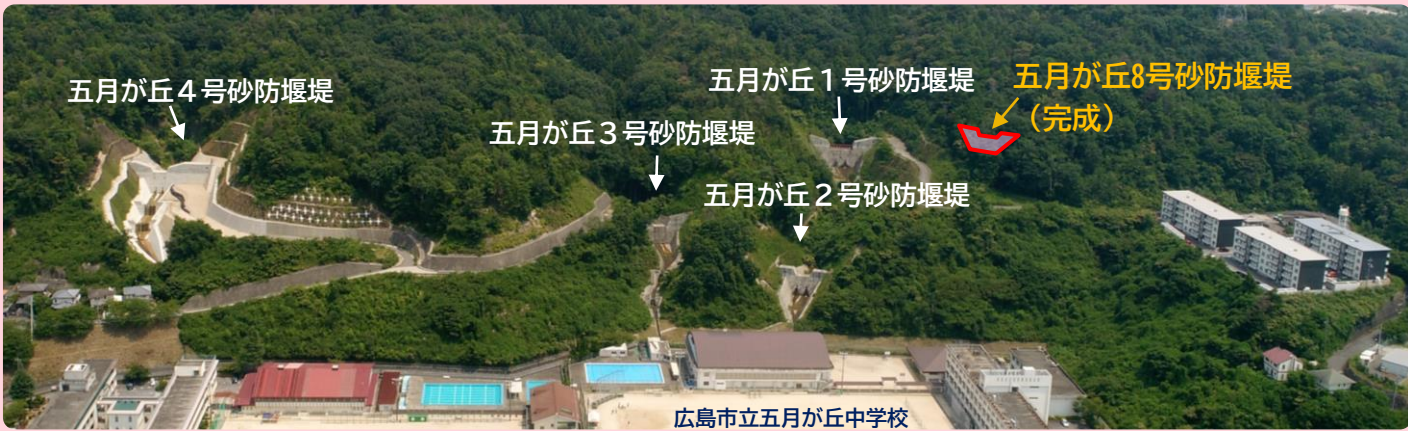 五月が丘４号砂防堰堤
五月が丘３号砂防堰堤
五月が丘１号砂防堰堤
五月が丘２号砂防堰堤
五月が丘8号砂防堰堤
（完成）
広島市立五月が丘中学校